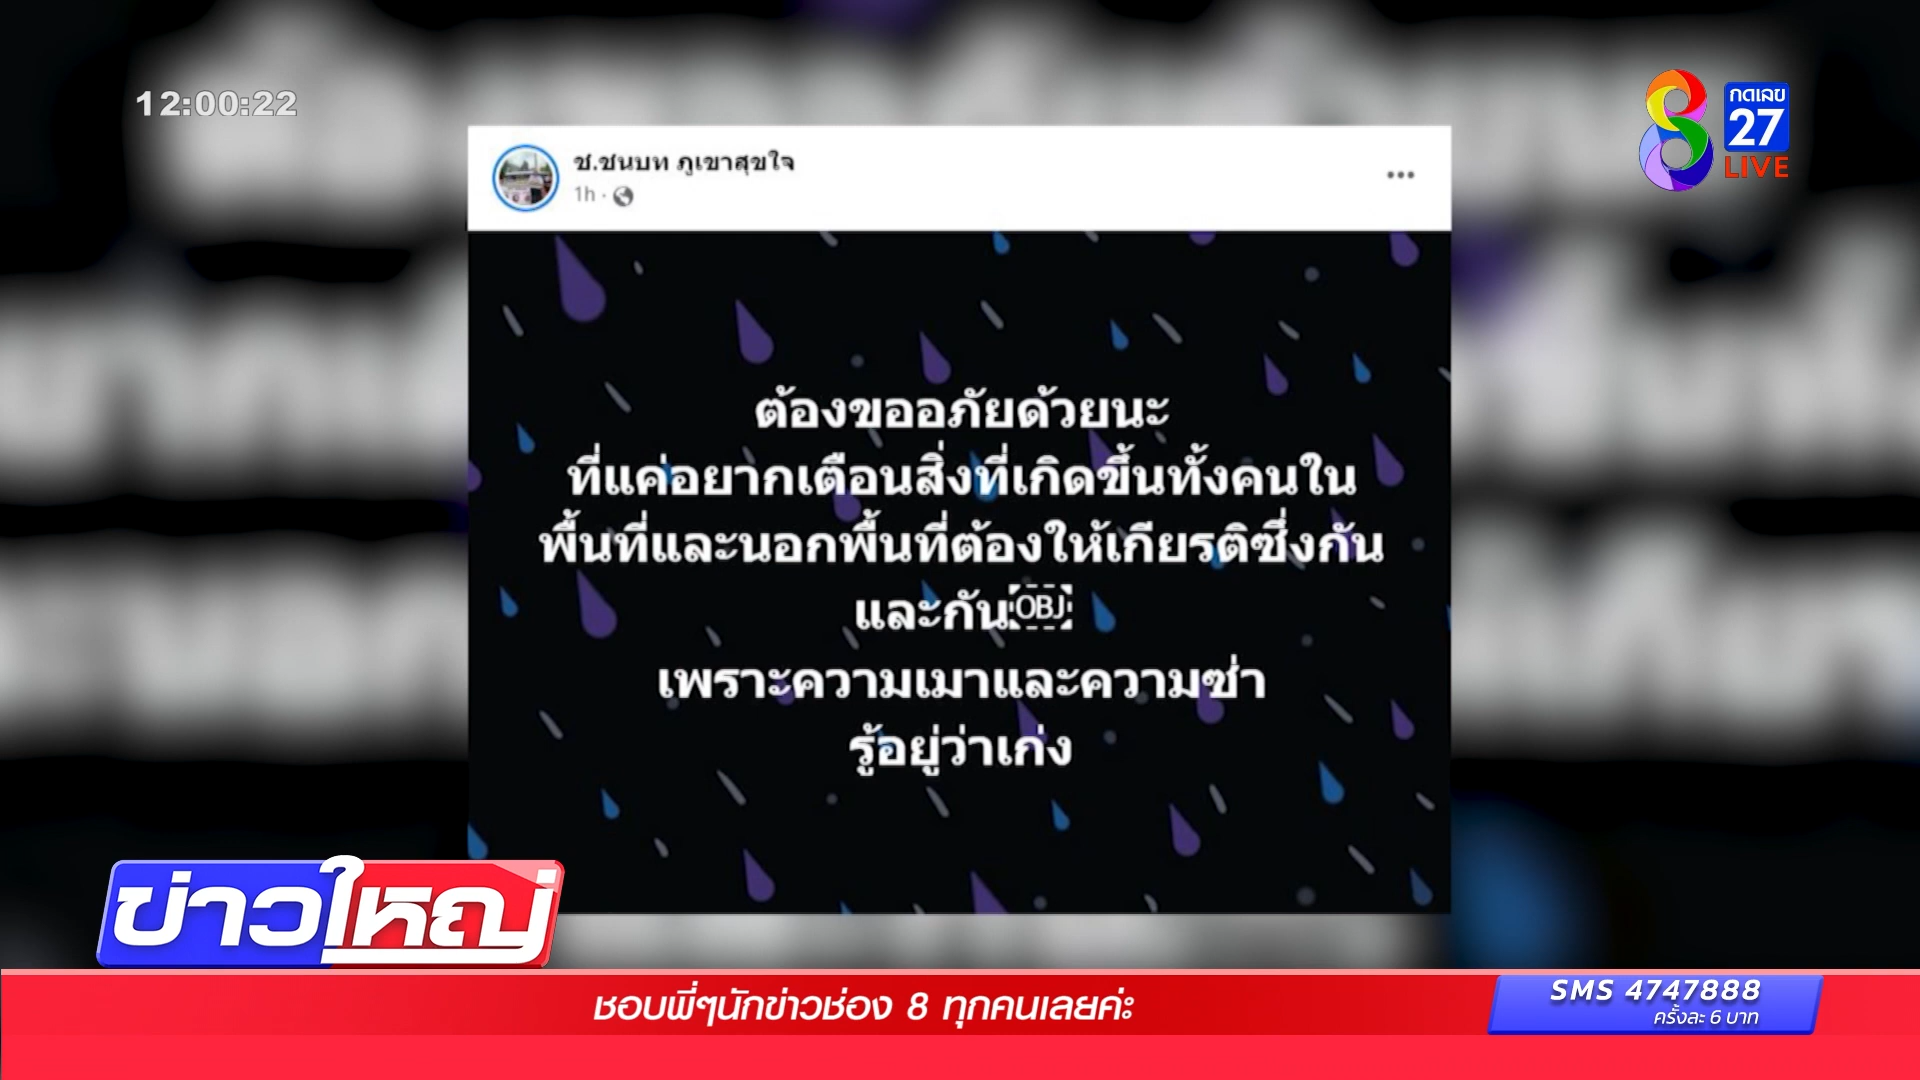 12:00:22
กดเลข
27
LIVE
ช.ชนบท ภูเขาสุขใจ
1h ·
ต้องขออภัยด้วยนะ
ที่แค่อยากเตือนสิ่งที่เกิดขึ้นทั้งคนใน
พื้นที่และนอกพื้นที่ต้องให้เกียรติซึ่งกัน
และกันOBJ
เพราะความเมาและความซ่า
รู้อยู่ว่าเก่ง
ข่าวใหญ่
ชอบพี่ๆนักข่าวช่อง 8 ทุกคนเลยค่ะ
SMS 4747888
ครั้งละ 6 บาท